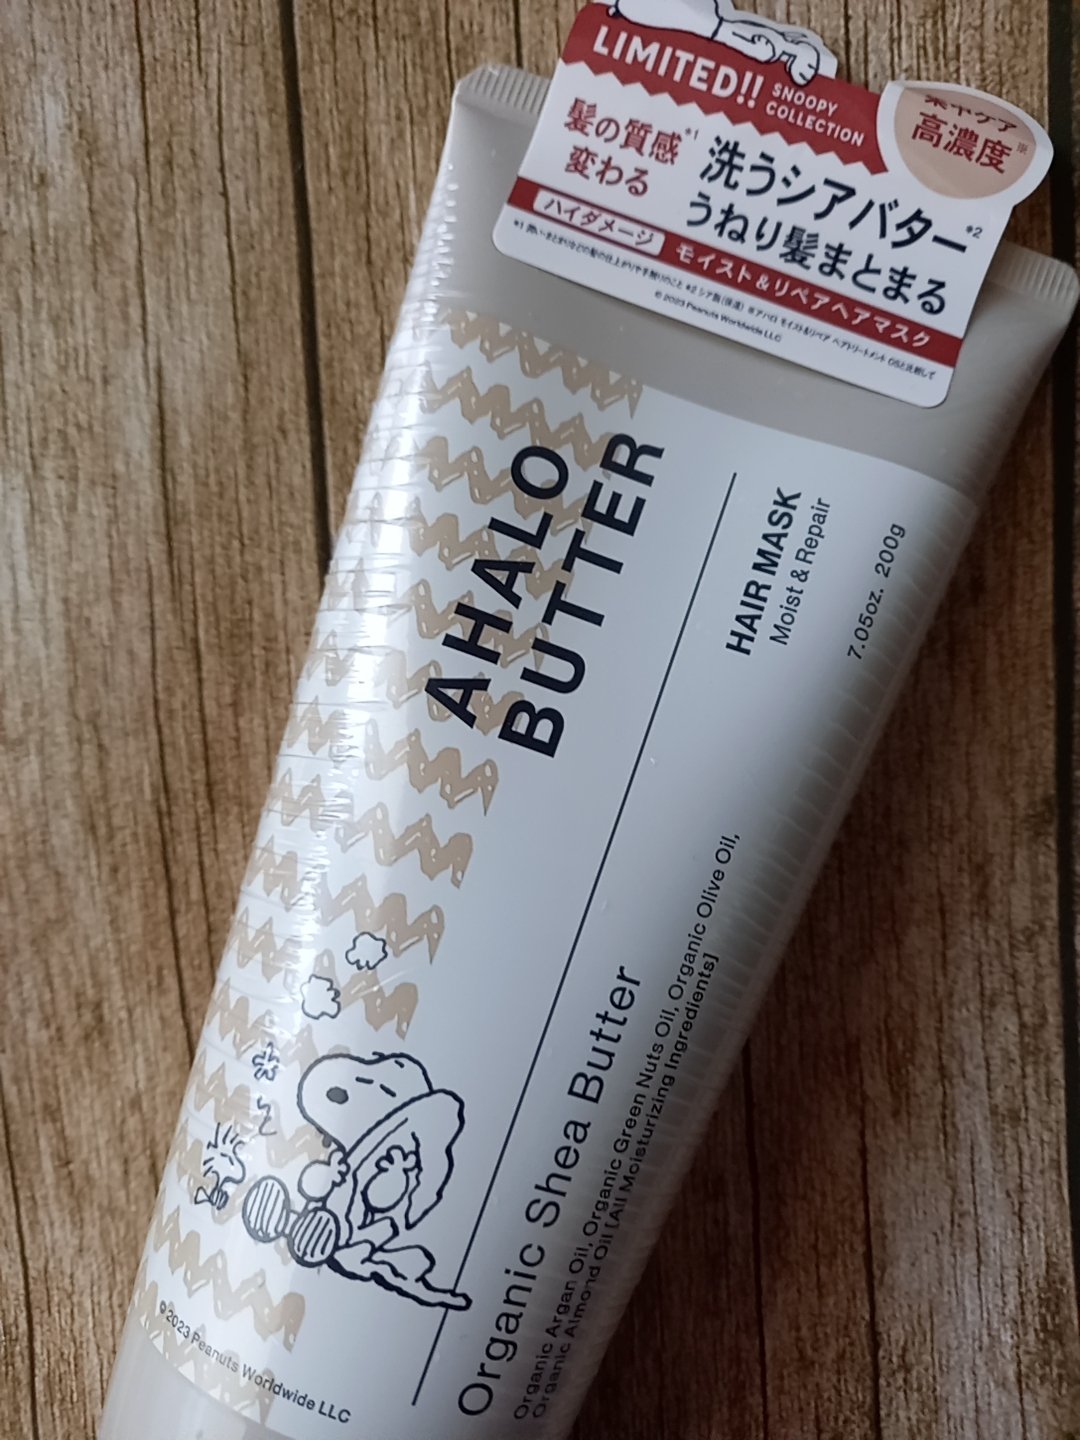 LIMITED!! SNOOPY
COLLECTION
高濃度※
髪の質感*1
変わる
洗うシアバター*2
うねり髪まとまる
ハイダメージ モイスト&リペアヘアマスク
© 2023 Peanuts Worldwide LLC
AHALO
BUTTER
HAIR MASK
Moist & Repair
7.05oz. 200g
Organic Shea Butter
Organic Argan Oil, Organic Green Nuts Oil, Organic Olive Oil,
Organic Almond Oil [All Moisturizing Ingredients]
© 2023 Peanuts Worldwide LLC